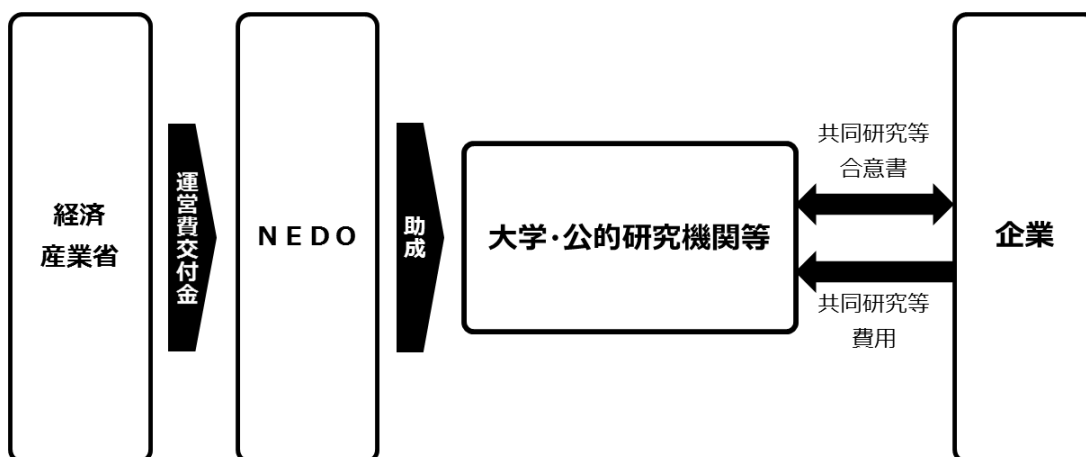 経済
産業省
運営費交付金
NEDO
助成
大学・公的研究機関等
共同研究等
合意書
共同研究等
費用
企業